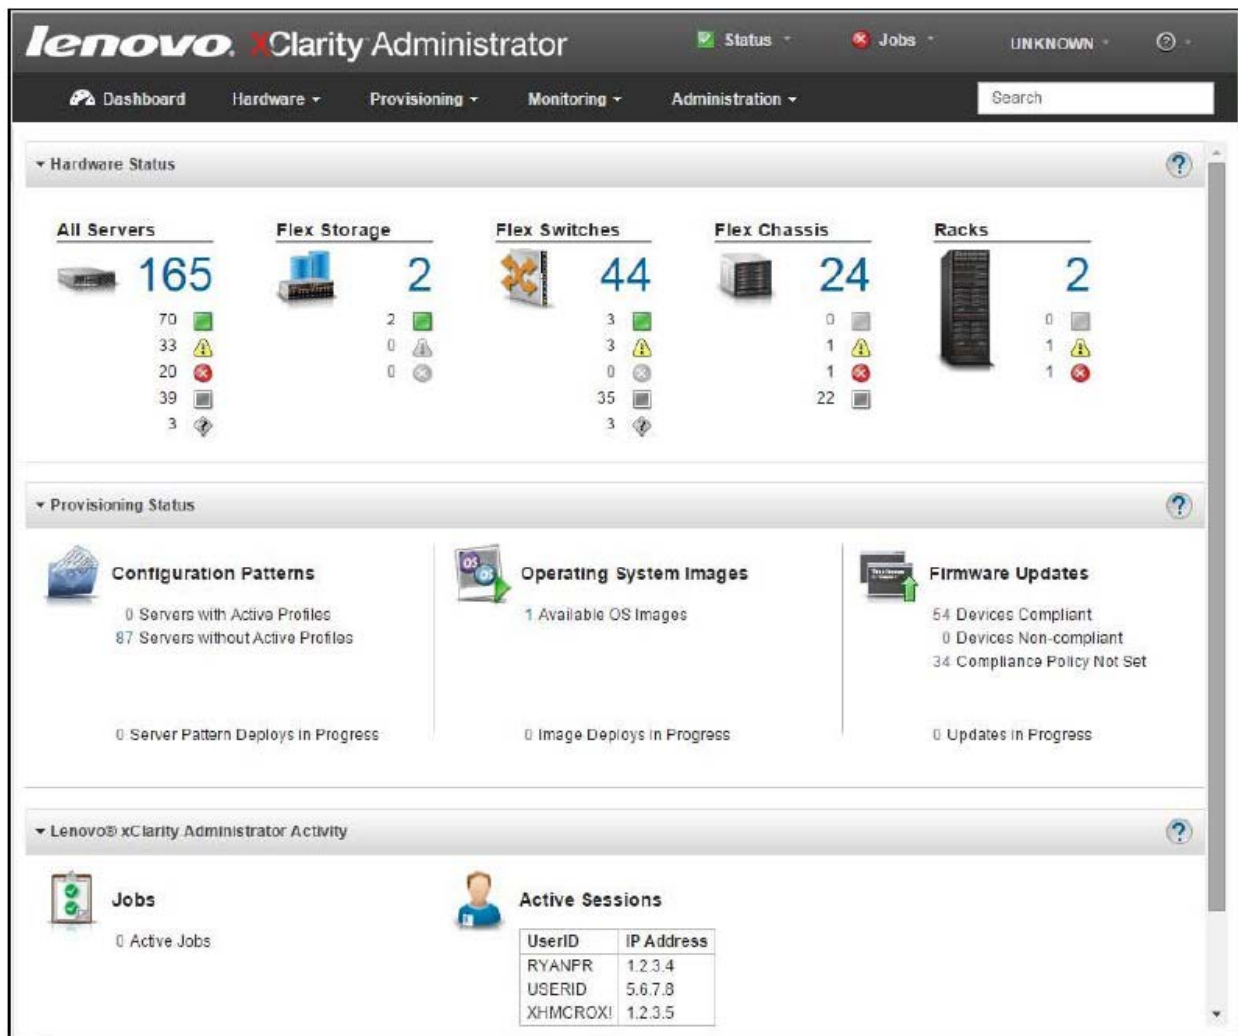 lenovo. XClarity Administrator
Status
Jobs
UNKNOWN
Dashboard
Hardware
Provisioning
Monitoring
Administration
Search
Hardware Status
All Servers
165
70
33
20
39
3
Flex Storage
2
2
0
0
Flex Switches
44
3
3
0
35
3
Flex Chassis
24
0
1
1
22
Racks
2
0
1
1
Provisioning Status
Configuration Patterns
0 Servers with Active Profiles
87 Servers without Active Profiles
0 Server Pattern Deploys in Progress
Operating System Images
1 Available OS Images
0 Image Deploys in Progress
Firmware Updates
54 Devices Compliant
0 Devices Non-compliant
34 Compliance Policy Not Set
0 Updates in Progress
Lenovo® xClarity Administrator Activity
Jobs
0 Active Jobs
Active Sessions
UserID IP Address
RYANPR 1.2.3.4
USERID 5.6.7.8
XHMCROX! 1.2.3.5